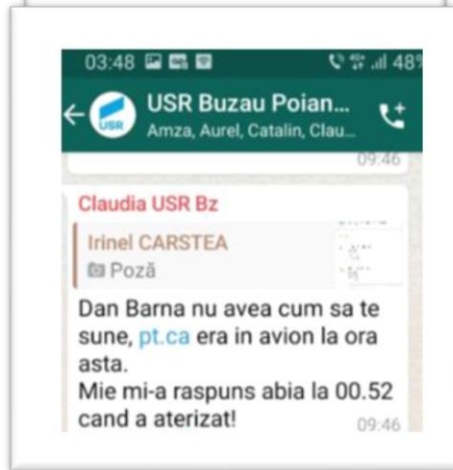 03:48 48%
USR Buzau Poian...
USR
Amza, Aurel, Catalin, Clau...
09:46
Claudia USR Bz
Irinel CARSTEA
Poză
Dan Barna nu avea cum sa te
sune, pt.ca era in avion la ora
asta.
Mie mi-a raspuns abia la 00.52
cand a aterizat!
09:46